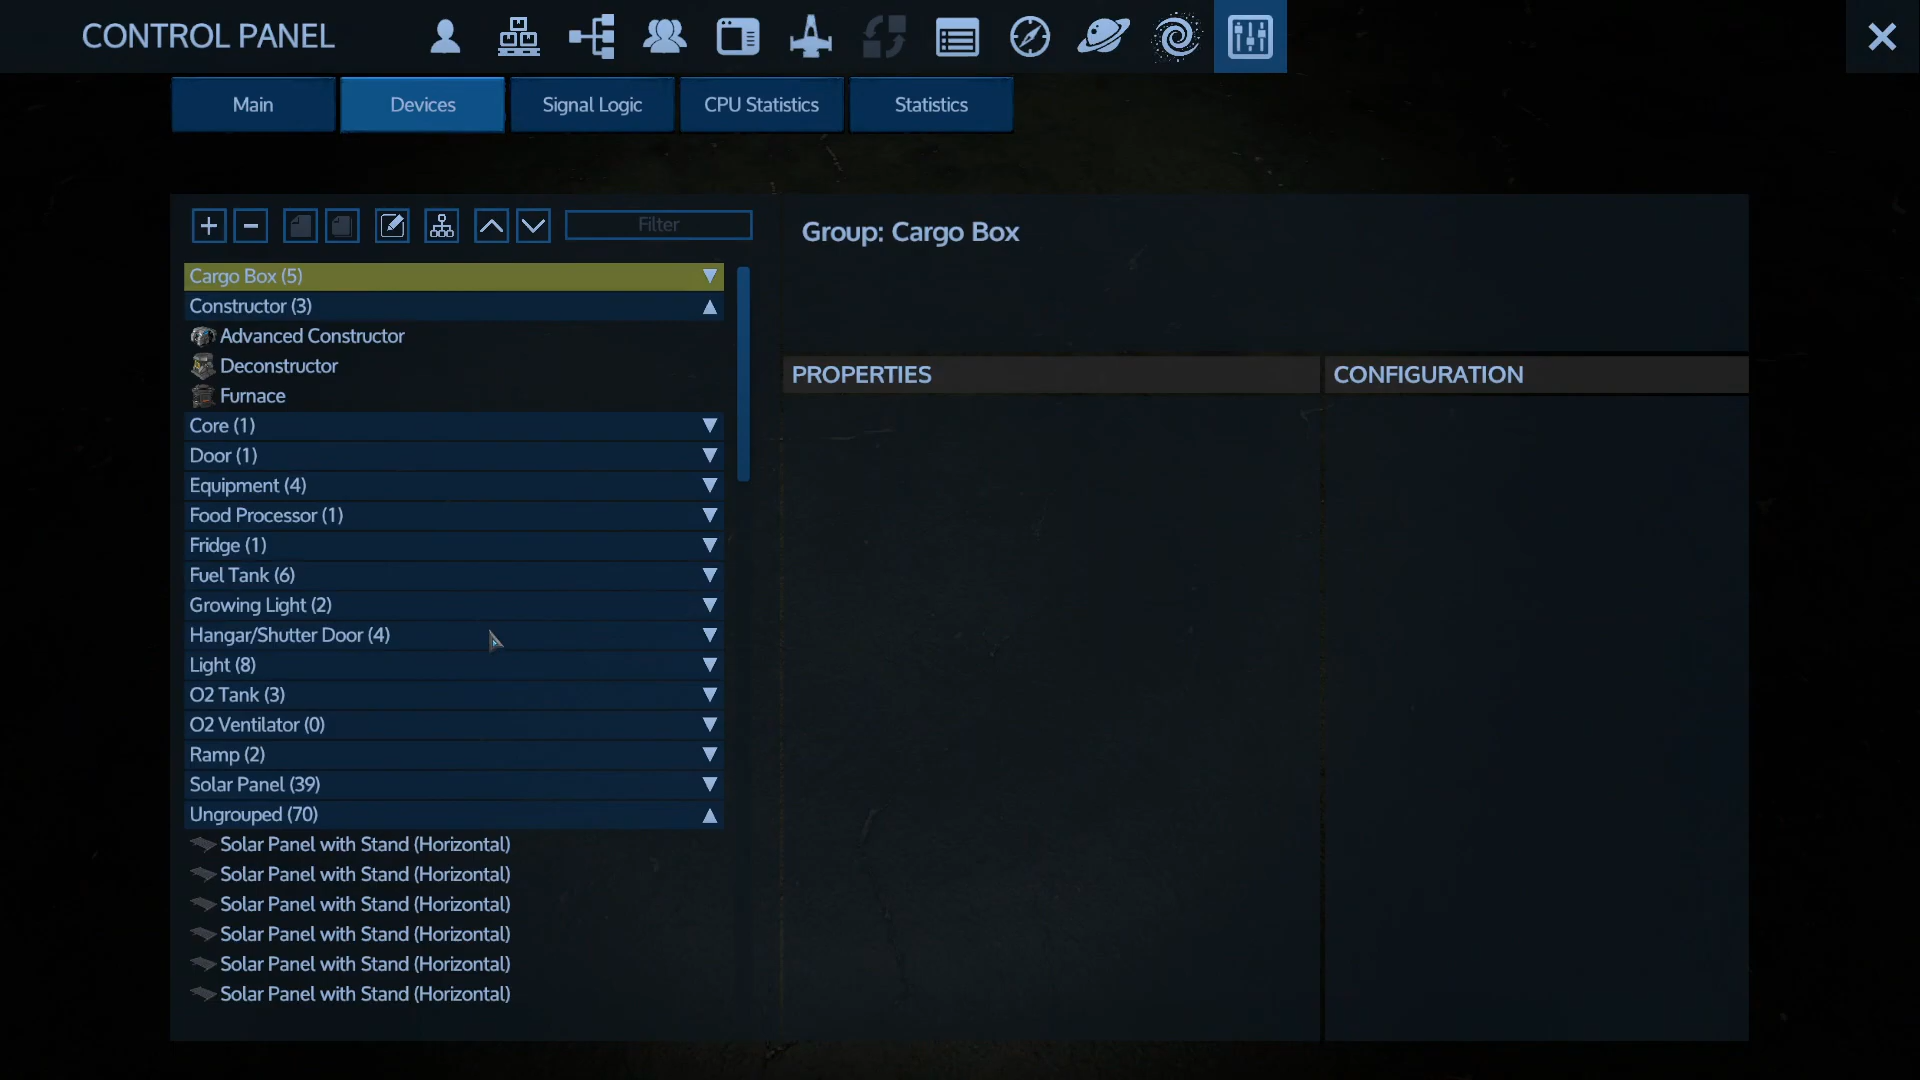 CONTROL PANEL
Main
Devices
Signal Logic
CPU Statistics
Statistics
Filter
Group: Cargo Box
Cargo Box (5)
Constructor (3)
Advanced Constructor
Deconstructor
Furnace
Core (1)
Door (1)
Equipment (4)
Food Processor (1)
Fridge (1)
Fuel Tank (6)
Growing Light (2)
Hangar/Shutter Door (4)
Light (8)
O2 Tank (3)
O2 Ventilator (0)
Ramp (2)
Solar Panel (39)
Ungrouped (70)
Solar Panel with Stand (Horizontal)
Solar Panel with Stand (Horizontal)
Solar Panel with Stand (Horizontal)
Solar Panel with Stand (Horizontal)
Solar Panel with Stand (Horizontal)
Solar Panel with Stand (Horizontal)
PROPERTIES
CONFIGURATION